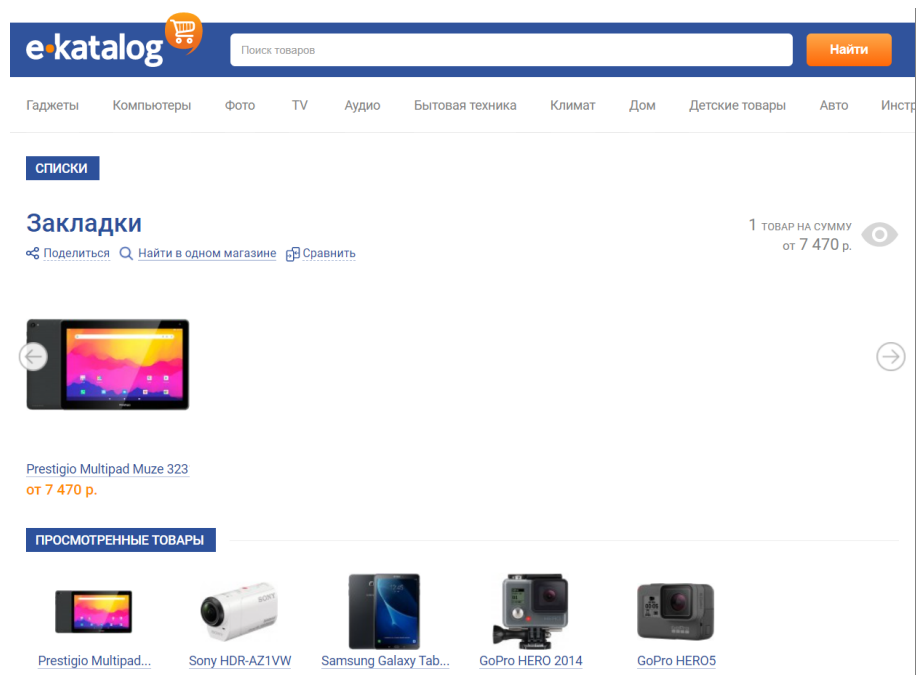 e•katalog
Поиск товаров
Найти
Гаджеты Компьютеры Фото TV Аудио Бытовая техника Климат Дом Детские товары Авто Инстр
СПИСКИ
Закладки
1 ТОВАР НА СУММУ
от 7 470 р.
Поделиться Найти в одном магазине Сравнить
Prestigio Multipad Muze 323
от 7 470 р.
ПРОСМОТРЕННЫЕ ТОВАРЫ
SONY
Prestigio Multipad... Sony HDR-AZ1VW Samsung Galaxy Tab... GoPro HERO 2014 GoPro HERO5